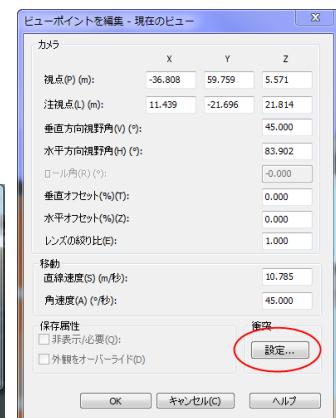 ビューポイントを編集 - 現在のビュー
カメラ
X Y Z
視点(P) (m): -36.808 59.759 5.571
注視点(L) (m): 11.439 -21.696 21.814
垂直方向視野角(V) (°): 45.000
水平方向視野角(H) (°): 83.902
ロール角(R) (°): -0.000
垂直オフセット(%)(T): 0.000
水平オフセット(%)(Z): 0.000
レンズの絞り比(E): 1.000
移動
直線速度(S) (m/秒): 10.785
角速度(A) (°/秒): 45.000
保存属性 衝突
非表示/必要(Q):
設定...
外観をオーバーライド(D)
OK キャンセル(C) ヘルプ